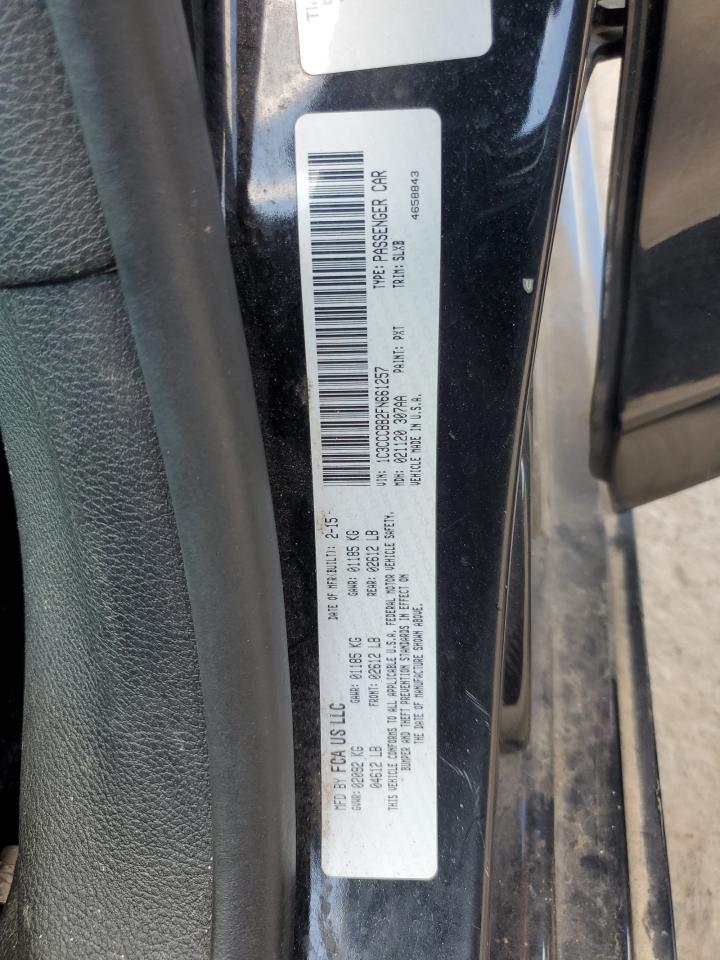 MFD BY FCA US LLC DATE OF MFR(BUILT): 2-15
GVWR: 02092 KG GAWR: 01185 KG GAWR: 01185 KG
04612 LB FRONT: 02612 LB REAR: 02612 LB
THIS VEHICLE CONFORMS TO ALL APPLICABLE U.S.A. FEDERAL MOTOR VEHICLE SAFETY,
BUMPER AND THEFT PREVENTION STANDARDS IN EFFECT ON
THE DATE OF MANUFACTURE SHOWN ABOVE.
VIN: 1C3CCCBB2FN661257 TYPE: PASSENGER CAR
MDH: 021120 307AA PAINT: PXT TRIM: SLXB
VEHICLE MADE IN U.S.A. 4658843